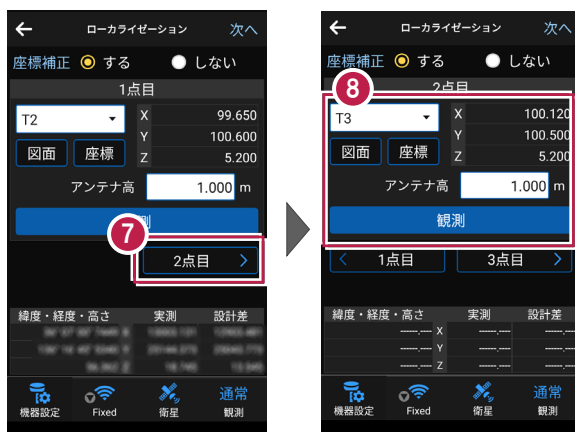 ローカライゼーション 次へ
座標補正 する しない
1点目
T2 X 99.650
Y 100.600
図面 座標 Z 5.200
アンテナ高 1.000 m
7
2点目
緯度・経度・高さ 実測 設計差
機器設定 Fixed 衛星 通常観測
ローカライゼーション 次へ
座標補正 する しない
8
2点目
T3 X 100.120
Y 100.500
図面 座標 Z 5.200
アンテナ高 1.000 m
観測
1点目 3点目
緯度・経度・高さ 実測 設計差
-----.--- X -----.--- -----.---
-----.--- Y -----.--- -----.---
-----.--- Z -----.--- -----.---
機器設定 Fixed 衛星 通常観測